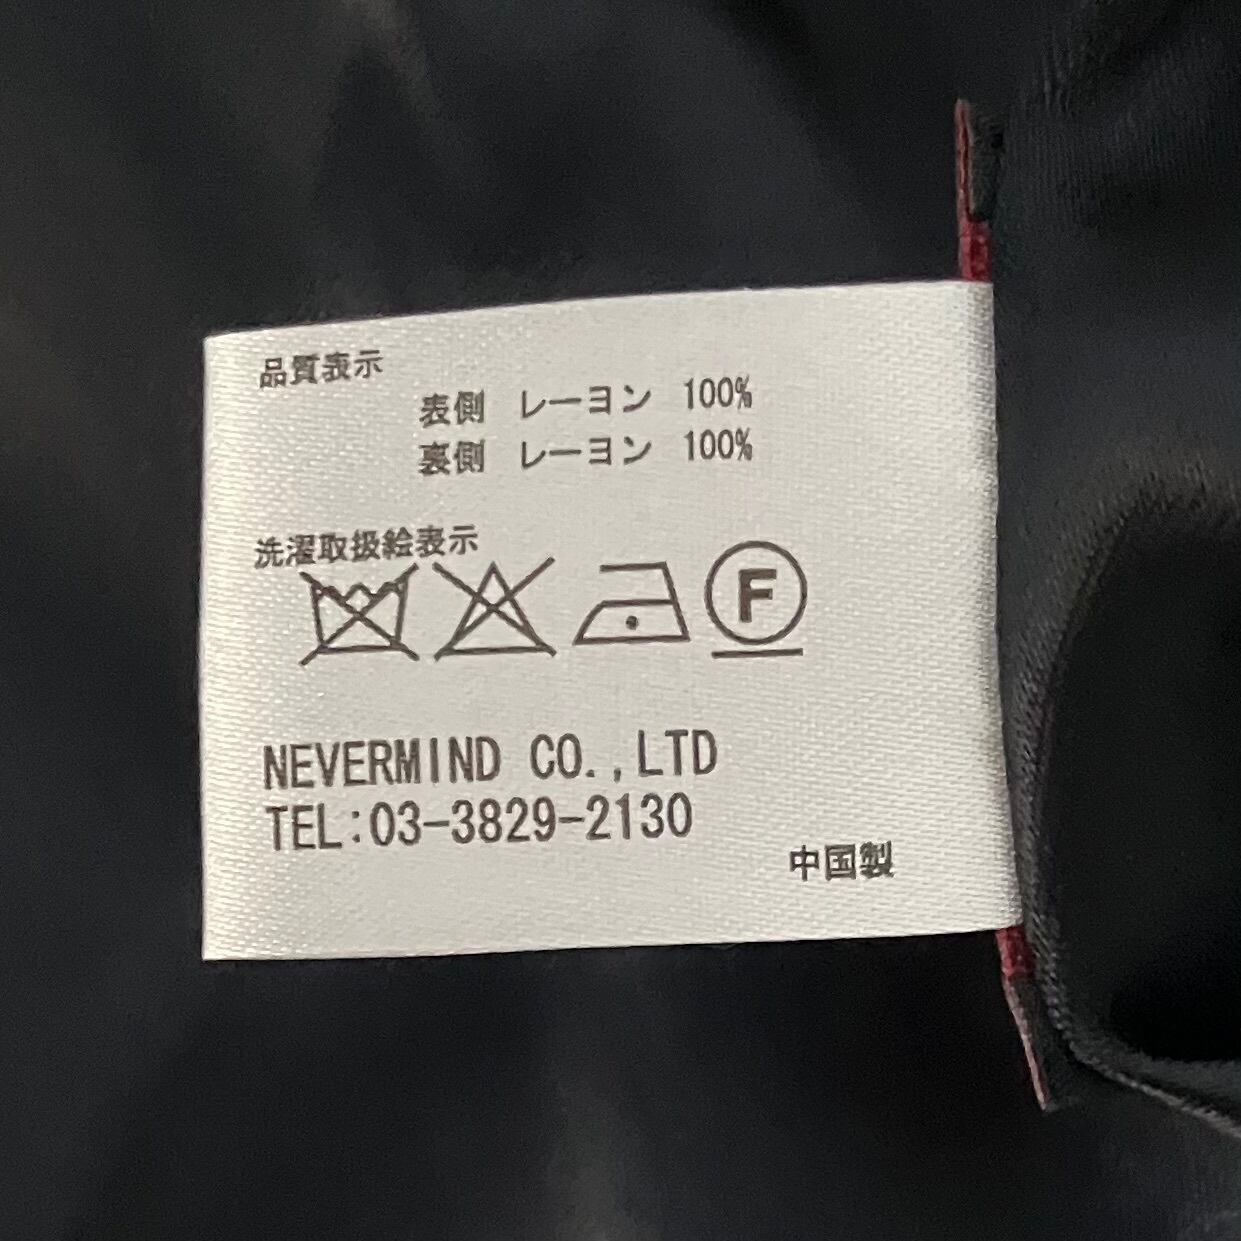 品質表示
表側 レーヨン 100%
裏側 レーヨン 100%
洗濯取扱絵表示
F
NEVERMIND CO.,LTD
TEL:03-3829-2130
中国製